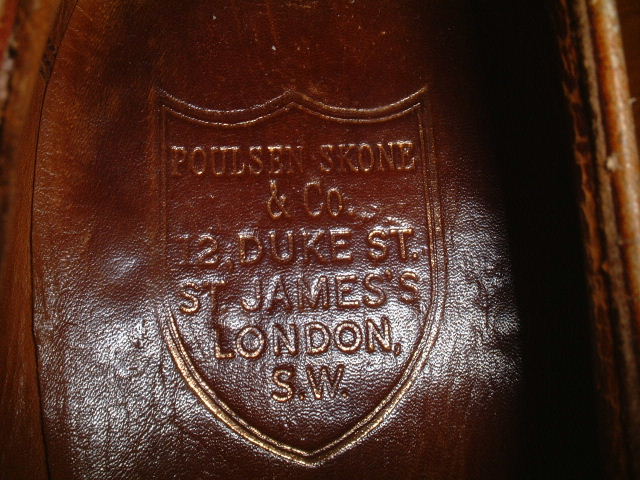 POULSEN SKONE
& Co.
12, DUKE ST.
ST JAMES'S
LONDON,
S.W.